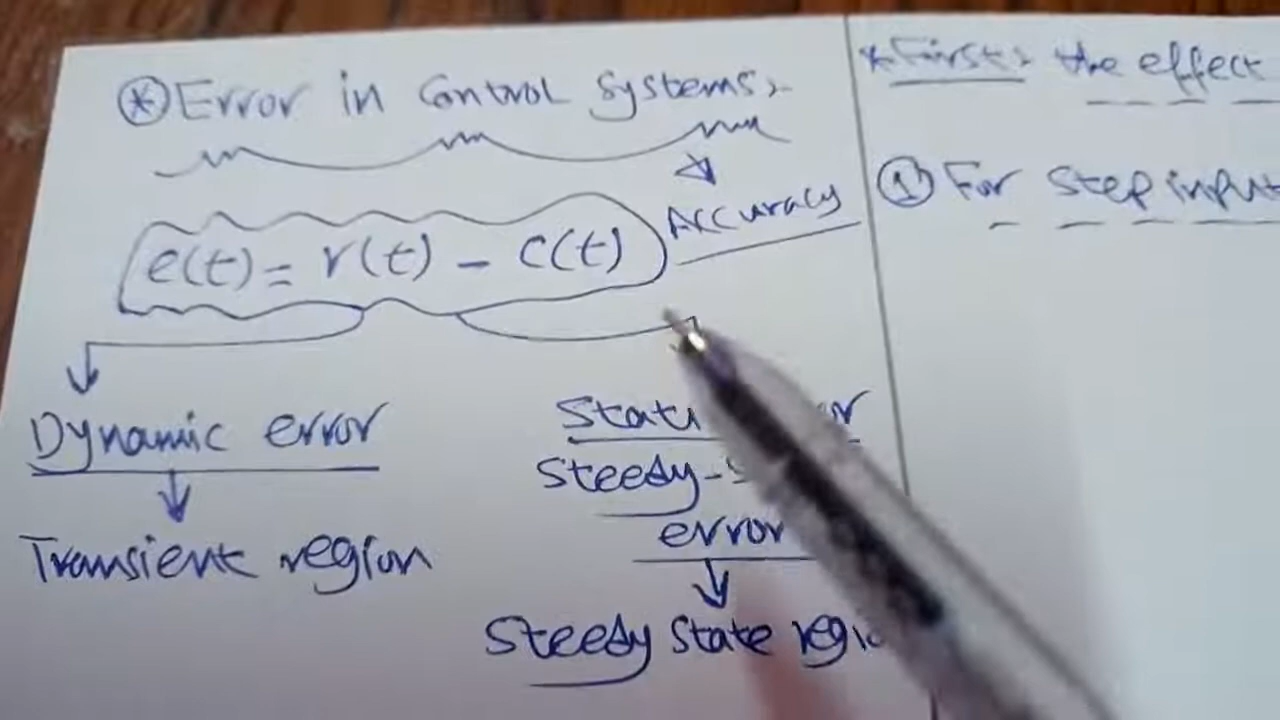 * Error in Control Systems:-
Accuracy
e(t) = r(t) - c(t)
Dynamic error
Transient region
error
Steedy state
*First: the effect
① For step input